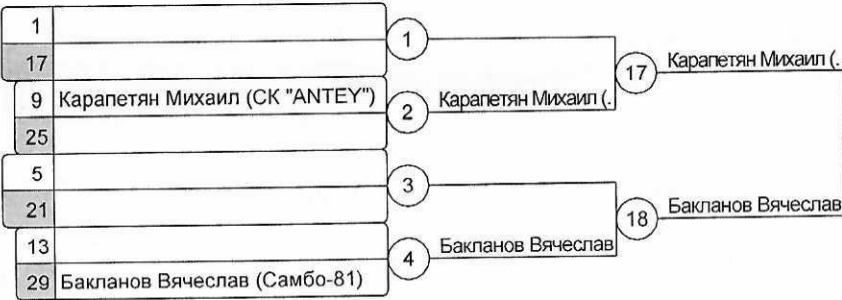 1
17
1
9 Карапетян Михаил (СК "ANTEY")
25
2
Карапетян Михаил (.
17
Карапетян Михаил (.
5
21
3
13
29 Бакланов Вячеслав (Самбо-81)
4
Бакланов Вячеслав
18
Бакланов Вячеслав